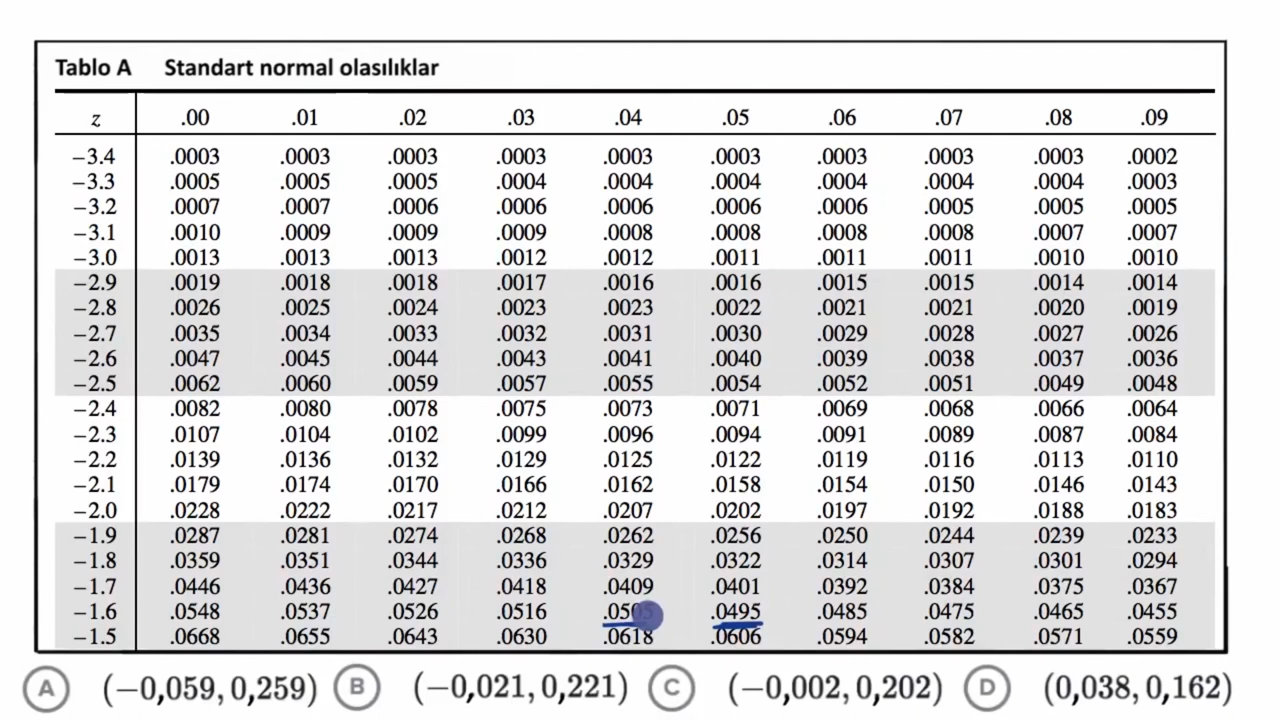 Tablo A Standart normal olasılıklar
z .00 .01 .02 .03 .04 .05 .06 .07 .08 .09
−3.4 .0003 .0003 .0003 .0003 .0003 .0003 .0003 .0003 .0003 .0002
−3.3 .0005 .0005 .0005 .0004 .0004 .0004 .0004 .0004 .0004 .0003
−3.2 .0007 .0007 .0006 .0006 .0006 .0006 .0006 .0005 .0005 .0005
−3.1 .0010 .0009 .0009 .0009 .0008 .0008 .0008 .0008 .0007 .0007
−3.0 .0013 .0013 .0013 .0012 .0012 .0011 .0011 .0011 .0010 .0010
−2.9 .0019 .0018 .0018 .0017 .0016 .0016 .0015 .0015 .0014 .0014
−2.8 .0026 .0025 .0024 .0023 .0023 .0022 .0021 .0021 .0020 .0019
−2.7 .0035 .0034 .0033 .0032 .0031 .0030 .0029 .0028 .0027 .0026
−2.6 .0047 .0045 .0044 .0043 .0041 .0040 .0039 .0038 .0037 .0036
−2.5 .0062 .0060 .0059 .0057 .0055 .0054 .0052 .0051 .0049 .0048
−2.4 .0082 .0080 .0078 .0075 .0073 .0071 .0069 .0068 .0066 .0064
−2.3 .0107 .0104 .0102 .0099 .0096 .0094 .0091 .0089 .0087 .0084
−2.2 .0139 .0136 .0132 .0129 .0125 .0122 .0119 .0116 .0113 .0110
−2.1 .0179 .0174 .0170 .0166 .0162 .0158 .0154 .0150 .0146 .0143
−2.0 .0228 .0222 .0217 .0212 .0207 .0202 .0197 .0192 .0188 .0183
−1.9 .0287 .0281 .0274 .0268 .0262 .0256 .0250 .0244 .0239 .0233
−1.8 .0359 .0351 .0344 .0336 .0329 .0322 .0314 .0307 .0301 .0294
−1.7 .0446 .0436 .0427 .0418 .0409 .0401 .0392 .0384 .0375 .0367
−1.6 .0548 .0537 .0526 .0516 .0505 .0495 .0485 .0475 .0465 .0455
−1.5 .0668 .0655 .0643 .0630 .0618 .0606 .0594 .0582 .0571 .0559
A (−0,059, 0,259) B (−0,021, 0,221) C (−0,002, 0,202) D (0,038, 0,162)